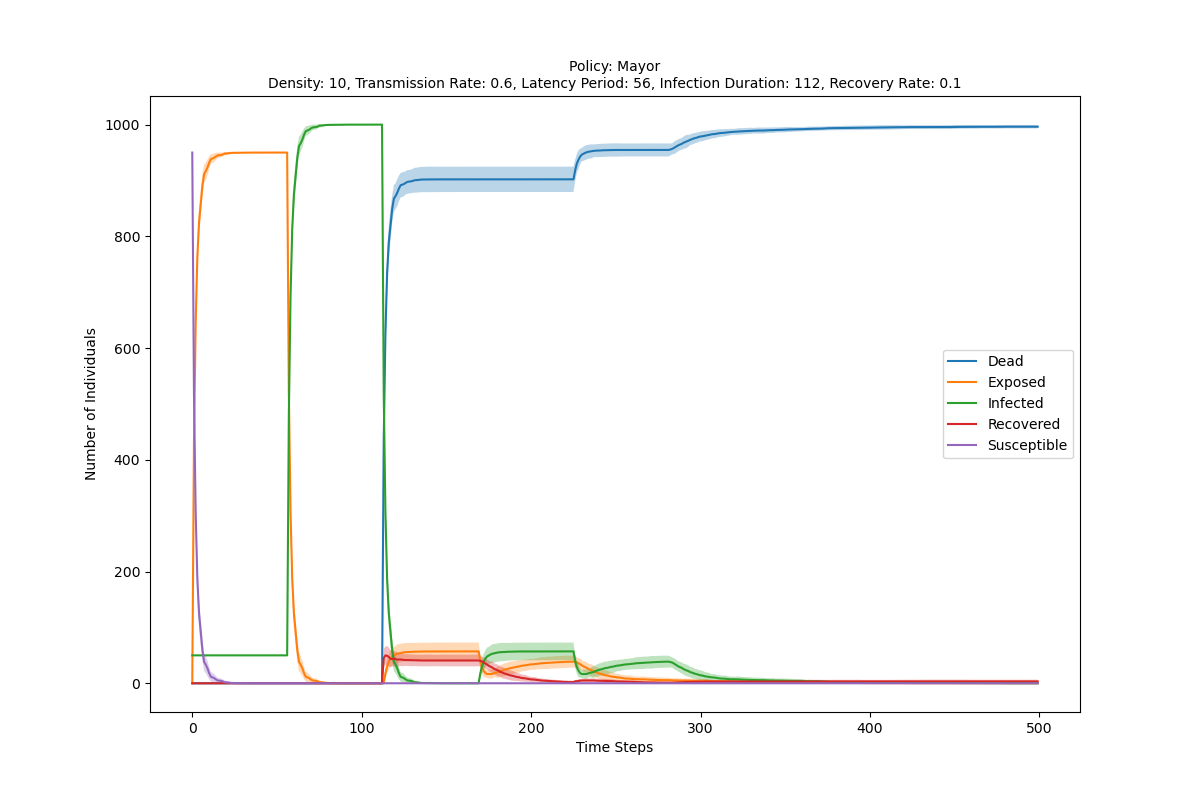 Policy: Mayor
Density: 10, Transmission Rate: 0.6, Latency Period: 56, Infection Duration: 112, Recovery Rate: 0.1
1000
800
600
400
200
0
Number of Individuals
Dead
Exposed
Infected
Recovered
Susceptible
0 100 200 300 400 500
Time Steps